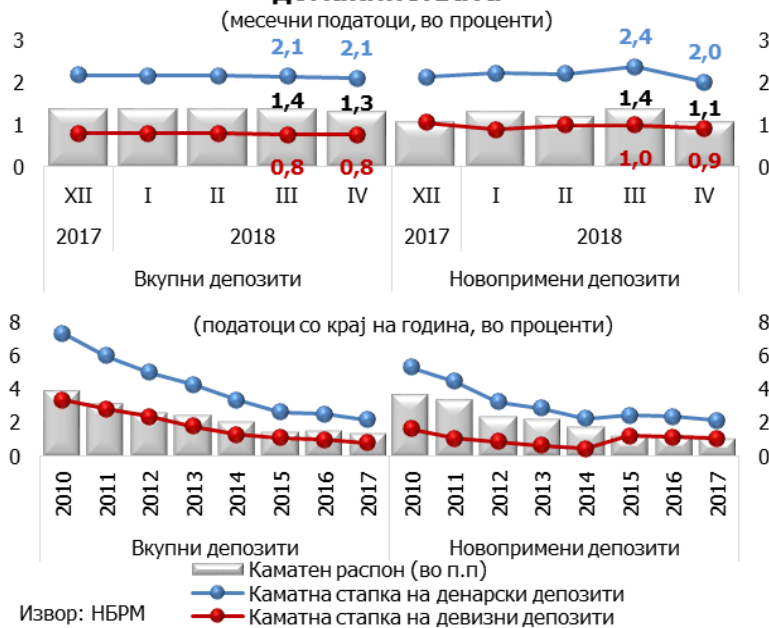 (месечни податоци, во проценти)
3 3
2,1 2,1 2,4 2,0
2 2
1,4 1,3 1,4 1,1
1 1
0,8 0,8 1,0 0,9
0 0
XII I II III IV XII I II III IV
2017 2018 2017 2018
Вкупни депозити Новопримени депозити
8 (податоци со крај на година, во проценти) 8
6 6
4 4
2 2
0 0
2010 2011 2012 2013 2014 2015 2016 2017 2010 2011 2012 2013 2014 2015 2016 2017
Вкупни депозити Новопримени депозити
Каматен распон (во п.п)
Каматна стапка на денарски депозити
Извор: НБРМ Каматна стапка на девизни депозити